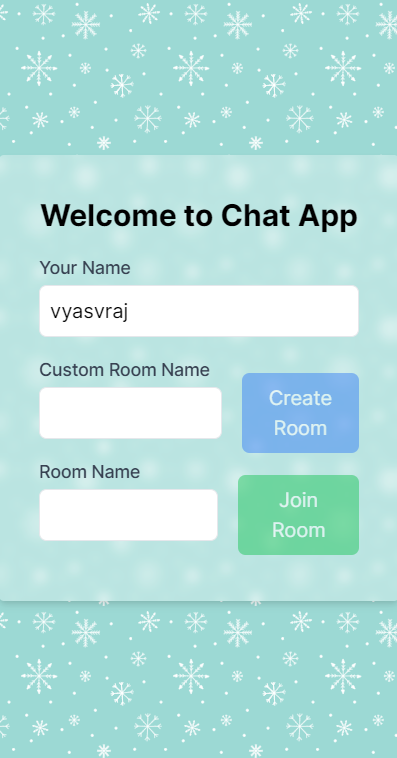 Welcome to Chat App
Your Name
vyasvraj
Custom Room Name
Create
Room
Room Name
Join
Room